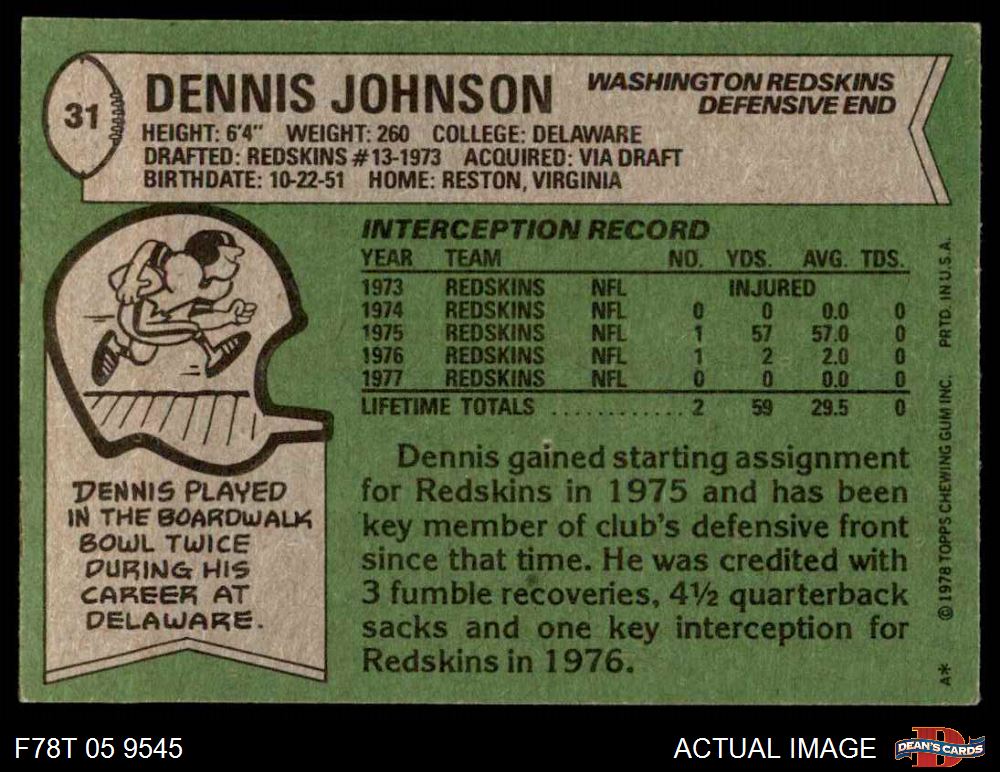 31
DENNIS JOHNSON
WASHINGTON REDSKINS
DEFENSIVE END
HEIGHT: 6'4" WEIGHT: 260 COLLEGE: DELAWARE
DRAFTED: REDSKINS #13-1973 ACQUIRED: VIA DRAFT
BIRTHDATE: 10-22-51 HOME: RESTON, VIRGINIA
INTERCEPTION RECORD
YEAR TEAM NO. YDS. AVG. TDS.
1973 REDSKINS NFL INJURED
1974 REDSKINS NFL 0 0 0.0 0
1975 REDSKINS NFL 1 57 57.0 0
1976 REDSKINS NFL 1 2 2.0 0
1977 REDSKINS NFL 0 0 0.0 0
LIFETIME TOTALS ............ 2 59 29.5 0
Dennis gained starting assignment
for Redskins in 1975 and has been
key member of club's defensive front
since that time. He was credited with
3 fumble recoveries, 4½ quarterback
sacks and one key interception for
Redskins in 1976.
DENNIS PLAYED
IN THE BOARDWALK
BOWL TWICE
DURING HIS
CAREER AT
DELAWARE.
A* © 1978 TOPPS CHEWING GUM INC. PRTD. IN U.S.A.
F78T 05 9545
ACTUAL IMAGE
D
DEAN'S CARDS